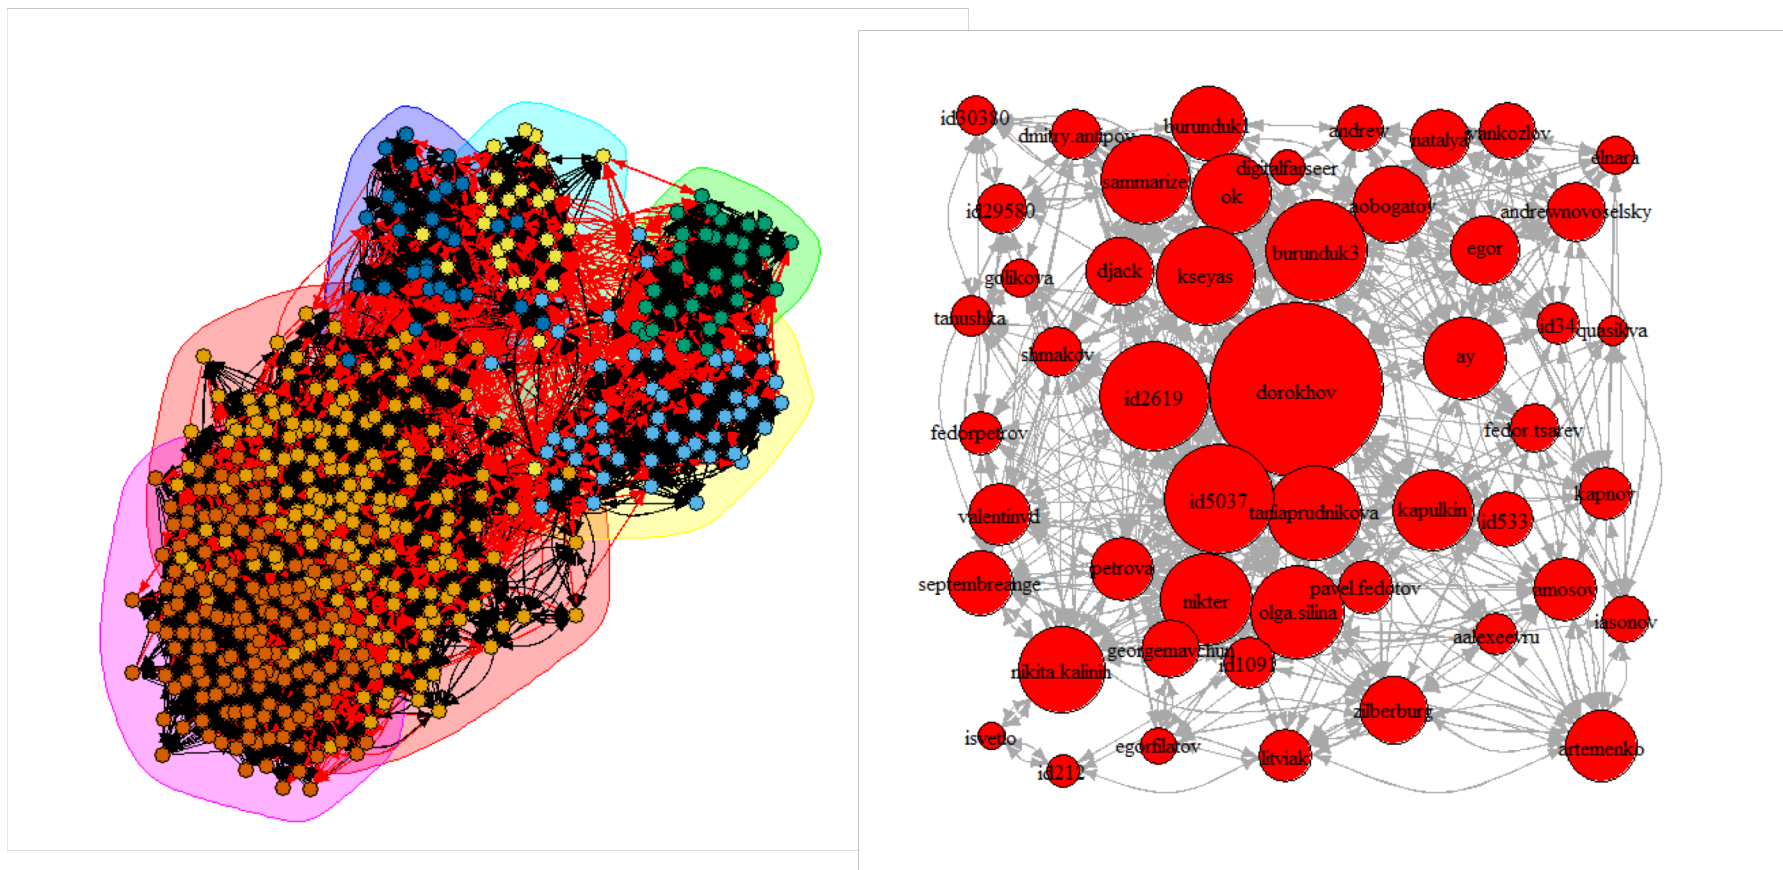 id30380
dmitry.antipov
burunduk1
andrew
natalya
ivankozlov
elnara
digitalfarseer
sammarize
ok
aobogatov
andrewnovoselsky
id29580
egor
burunduk3
djack
kseyas
golikova
tanushka
id34
quasikva
shmakov
ay
dorokhov
id2619
fedorpetrov
fedor.tsarev
kapnov
id5037
taniaprudnikova
kapulkin
id533
valentinvd
petrova
septembreange
pavel.fedotov
amosov
nikter
olga.silina
iasonov
aalexeevru
georgemavchun
id1091
nikita.kalinin
zilberburg
isvetlo
egorfilatov
litviak
artemenko
id212